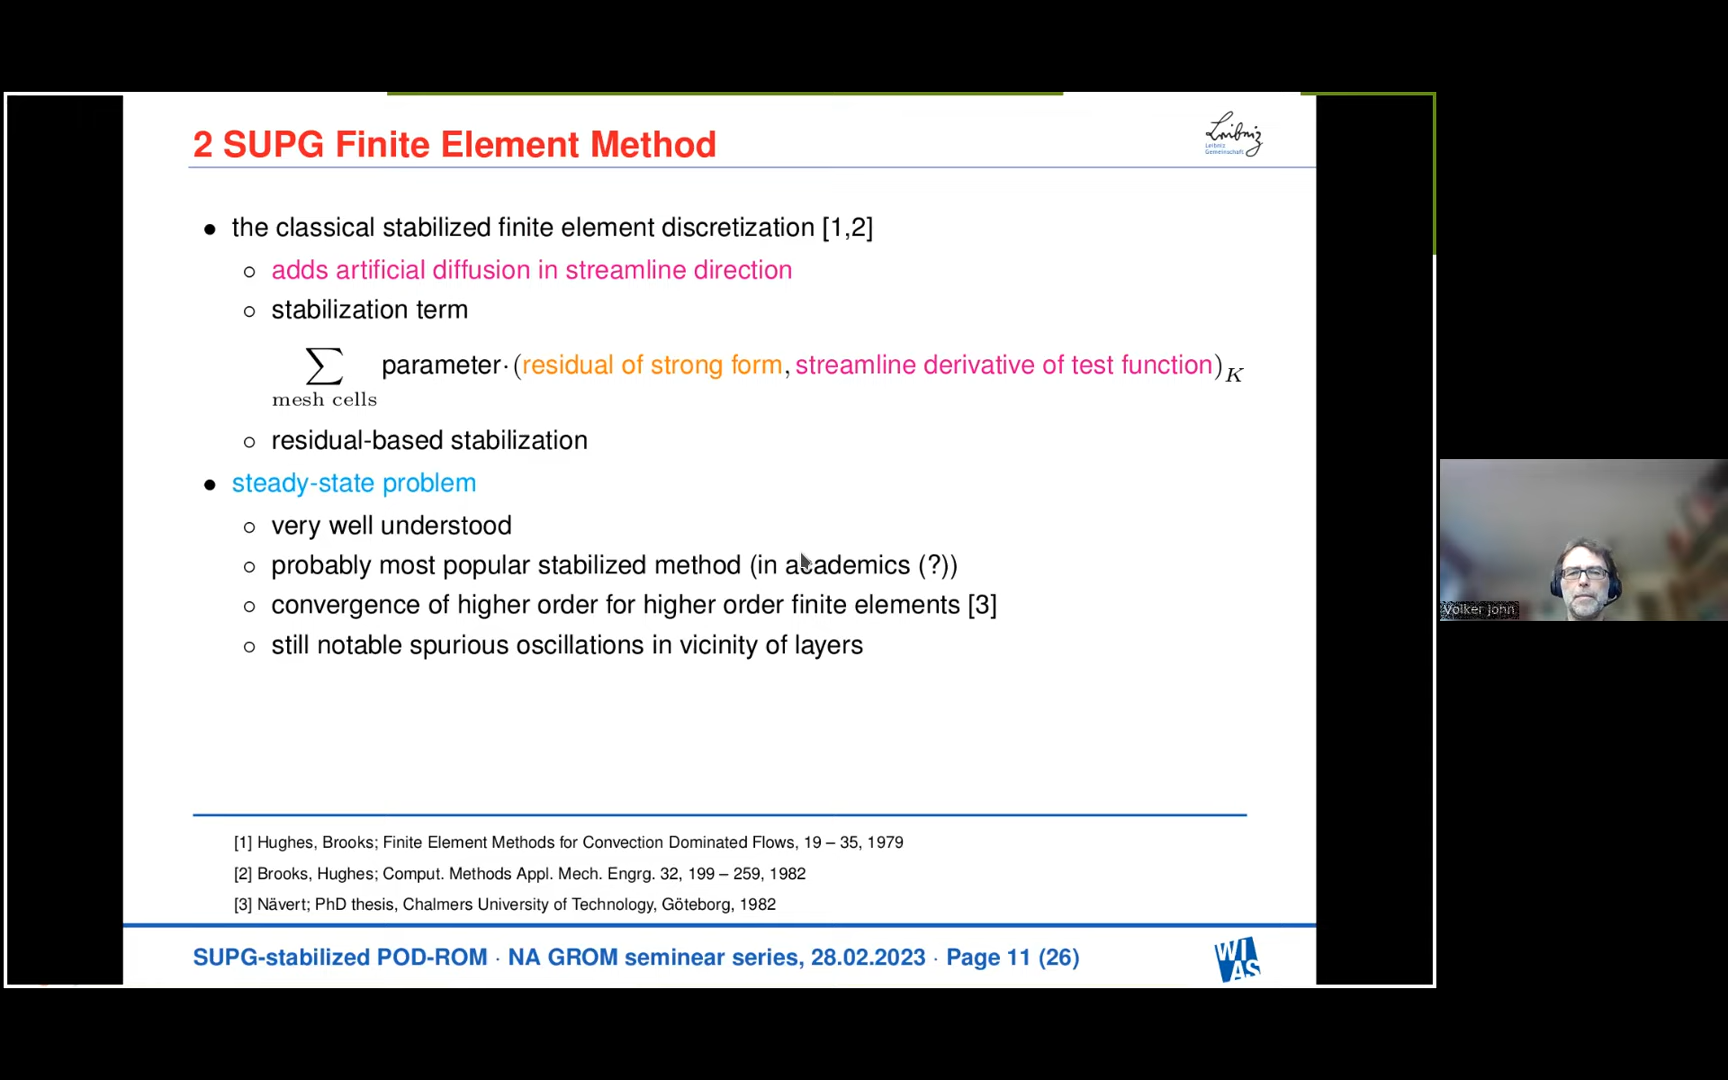 2 SUPG Finite Element Method
Leibniz
Leibniz
Gemeinschaft
● the classical stabilized finite element discretization [1,2]
○ adds artificial diffusion in streamline direction
○ stabilization term
∑ parameter·(residual of strong form, streamline derivative of test function)K
mesh cells
○ residual-based stabilization
● steady-state problem
○ very well understood
○ probably most popular stabilized method (in academics (?))
○ convergence of higher order for higher order finite elements [3]
○ still notable spurious oscillations in vicinity of layers
Volker John
[1] Hughes, Brooks; Finite Element Methods for Convection Dominated Flows, 19 – 35, 1979
[2] Brooks, Hughes; Comput. Methods Appl. Mech. Engrg. 32, 199 – 259, 1982
[3] Nävert; PhD thesis, Chalmers University of Technology, Göteborg, 1982
SUPG-stabilized POD-ROM · NA GROM seminear series, 28.02.2023 · Page 11 (26)
WI
AS